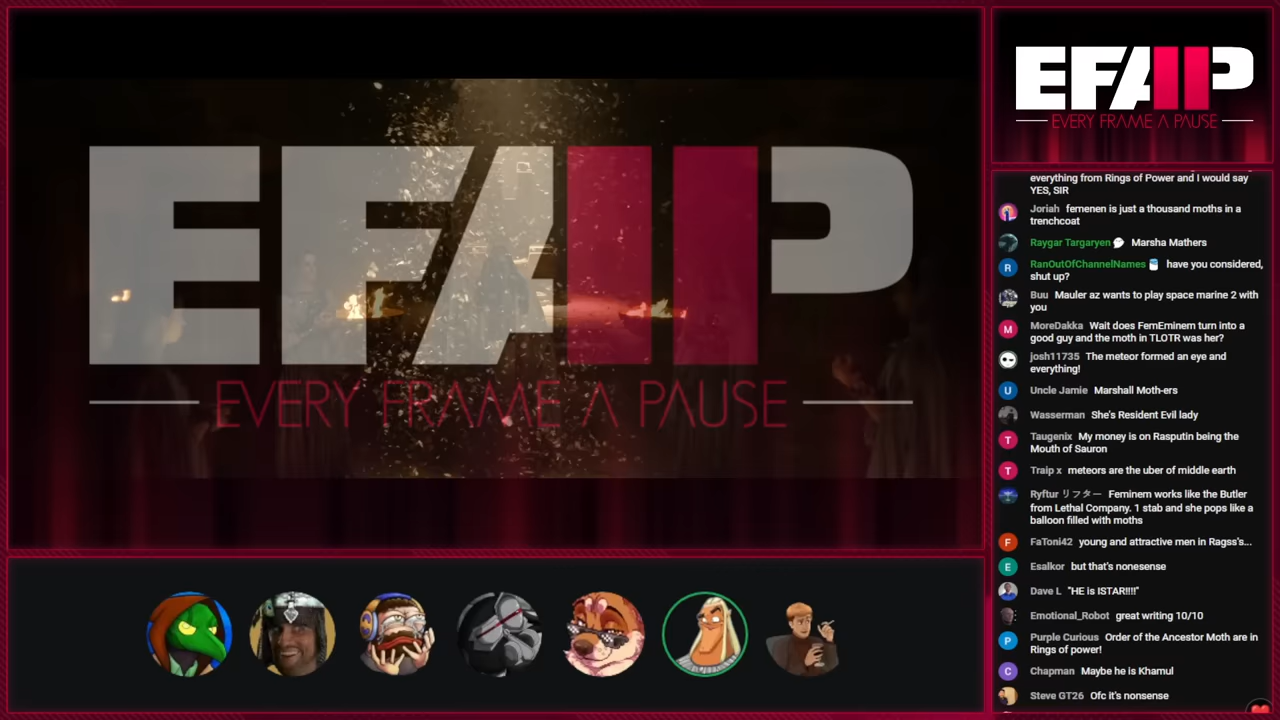 EFAP
EVERY FRAME A PAUSE
EFAP
EVERY FRAME A PAUSE
everything from Rings of Power and I would say
YES, SIR
Joriah femenen is just a thousand moths in a
trenchcoat
Raygar Targaryen Marsha Mathers
R
RanOutOfChannelNames have you considered,
shut up?
Buu Mauler az wants to play space marine 2 with
you
M
MoreDakka Wait does FemEminem turn into a
good guy and the moth in TLOTR was her?
josh11735 The meteor formed an eye and
everything!
U
Uncle Jamie Marshall Moth-ers
Wasserman She's Resident Evil lady
T
Taugenix My money is on Rasputin being the
Mouth of Sauron
T
Traip x meteors are the uber of middle earth
Ryftur リフター Feminem works like the Butler
from Lethal Company. 1 stab and she pops like a
balloon filled with moths
F
FaToni42 young and attractive men in Ragss's...
E
Esalkor but that's nonesense
Dave L "HE is ISTAR!!!!"
Emotional_Robot great writing 10/10
P
Purple Curious Order of the Ancestor Moth are in
Rings of power!
C
Chapman Maybe he is Khamul
Steve GT26 Ofc it's nonsense